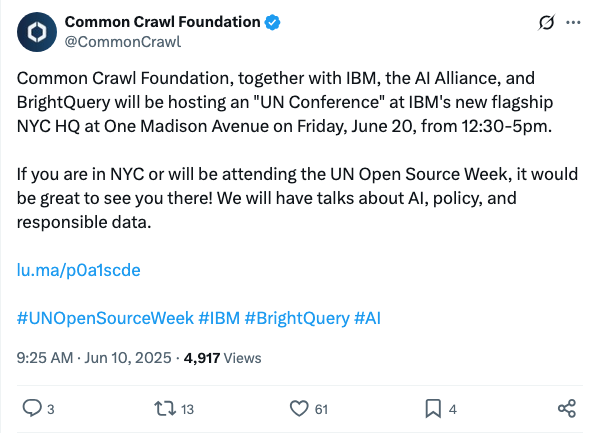 Common Crawl Foundation
@CommonCrawl
Common Crawl Foundation, together with IBM, the AI Alliance, and
BrightQuery will be hosting an "UN Conference" at IBM's new flagship
NYC HQ at One Madison Avenue on Friday, June 20, from 12:30-5pm.
If you are in NYC or will be attending the UN Open Source Week, it would
be great to see you there! We will have talks about AI, policy, and
responsible data.
lu.ma/p0a1scde
#UNOpenSourceWeek #IBM #BrightQuery #AI
9:25 AM · Jun 10, 2025 · 4,917 Views
3 13 61 4